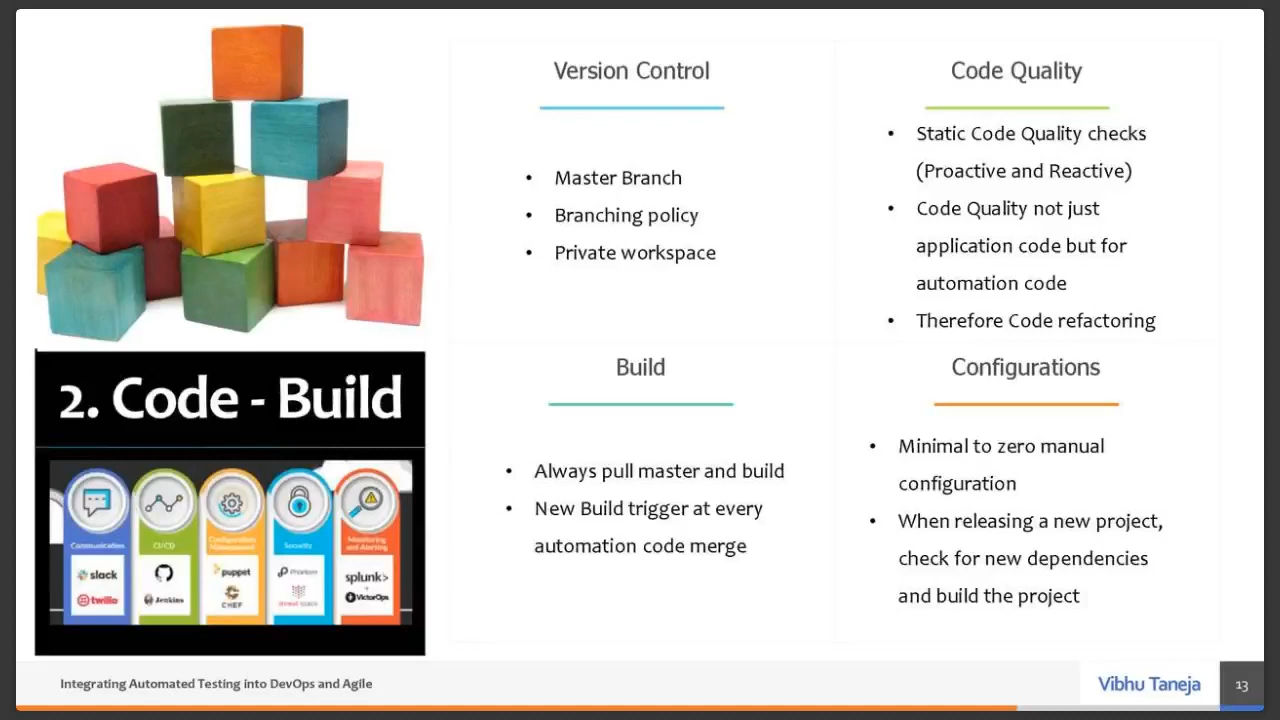 Version Control
• Master Branch
• Branching policy
• Private workspace
Code Quality
• Static Code Quality checks
(Proactive and Reactive)
• Code Quality not just
application code but for
automation code
• Therefore Code refactoring
2. Code - Build
Communication
CI/CD
Configuration
Management
Security
Monitoring
and Alerting
slack
twilio
Jenkins
puppet
CHEF
Phantom
splunk>
VictorOps
Build
• Always pull master and build
• New Build trigger at every
automation code merge
Configurations
• Minimal to zero manual
configuration
• When releasing a new project,
check for new dependencies
and build the project
Integrating Automated Testing into DevOps and Agile
Vibhu Taneja
13